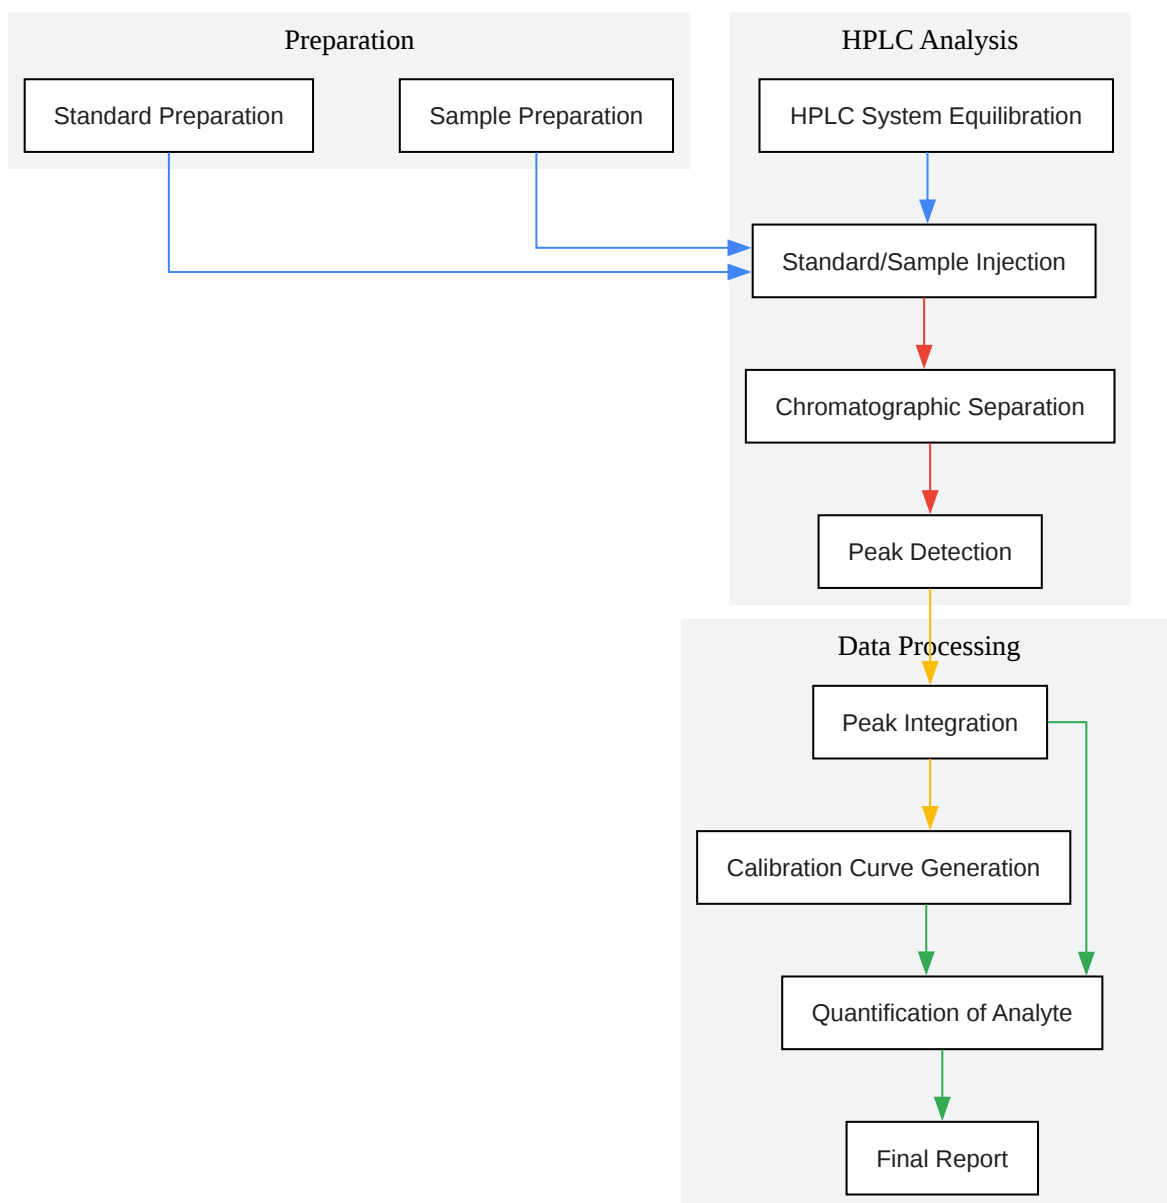 Preparation
Standard Preparation
Sample Preparation
HPLC Analysis
HPLC System Equilibration
Standard/Sample Injection
Chromatographic Separation
Peak Detection
Data Processing
Peak Integration
Calibration Curve Generation
Quantification of Analyte
Final Report